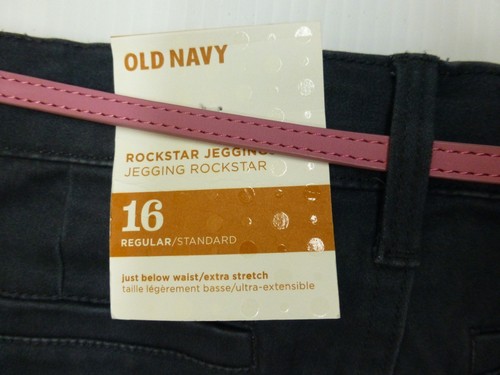 OLD NAVY
ROCKSTAR JEGGING
JEGGING ROCKSTAR
16
REGULAR/STANDARD
just below waist/extra stretch
taille légèrement basse/ultra-extensible